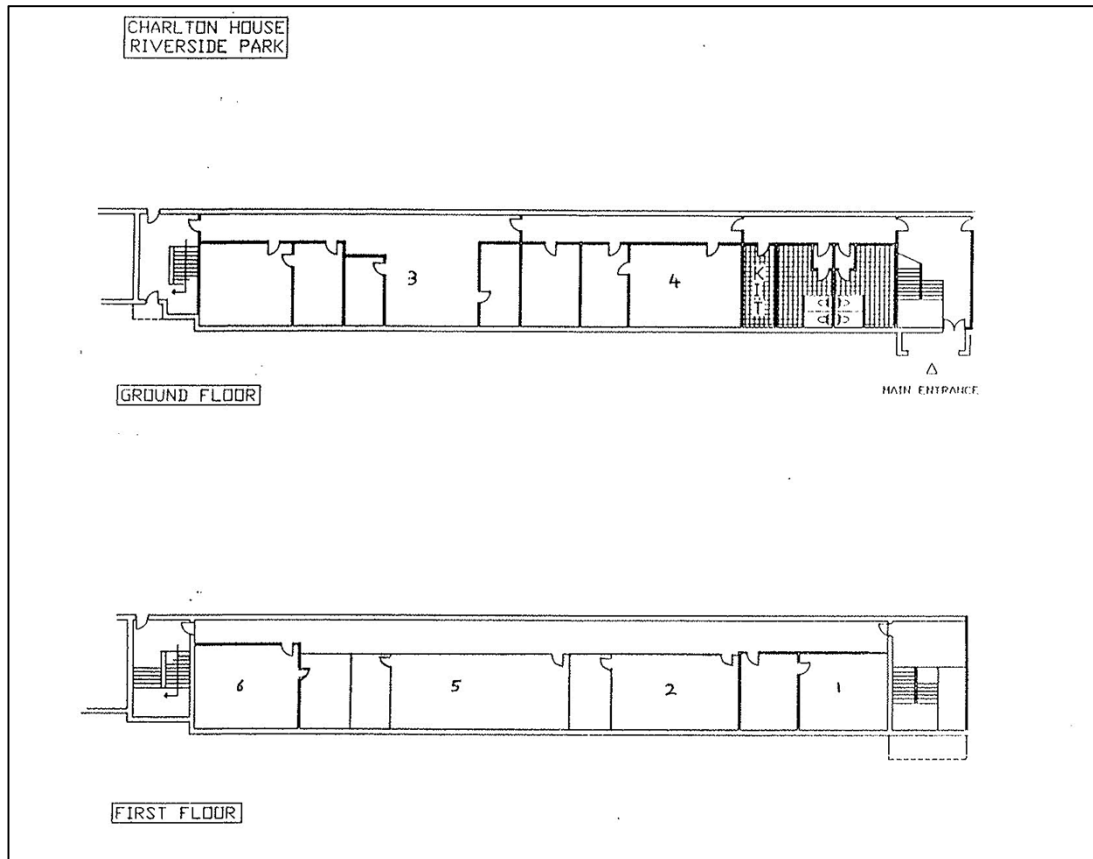 CHARLTON HOUSE
RIVERSIDE PARK
3
4
KIT
MAIN ENTRANCE
GROUND FLOOR
6
5
2
1
FIRST FLOOR